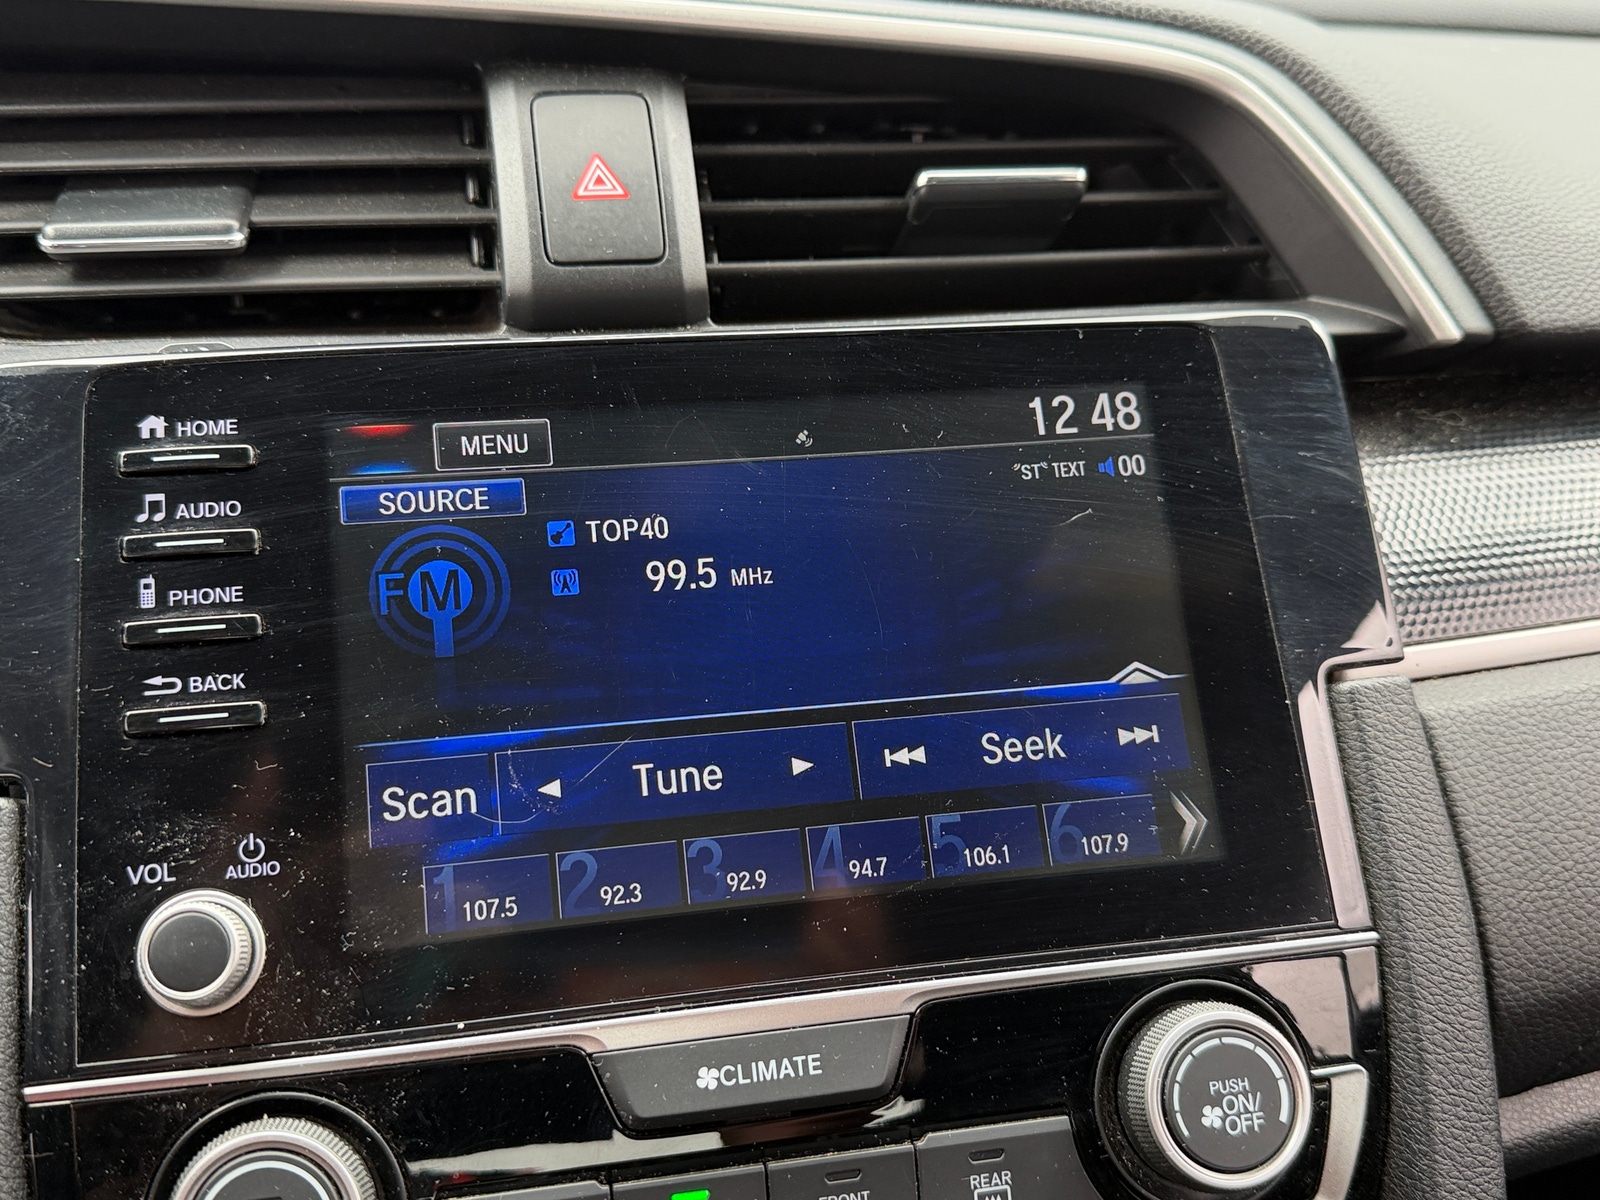 HOME
AUDIO
PHONE
BACK
VOL
AUDIO
MENU
12 48
"ST" TEXT 00
SOURCE
TOP40
FM
99.5 MHz
Scan
Tune
Seek
1 107.5
2 92.3
3 92.9
4 94.7
5 106.1
6 107.9
CLIMATE
PUSH
ON/
OFF
FRONT
REAR